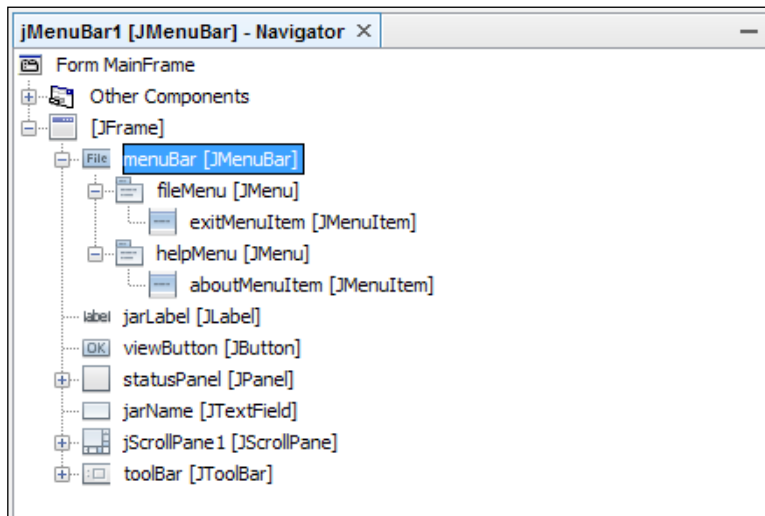 jMenuBar1 [JMenuBar] - Navigator ×
Form MainFrame
Other Components
[JFrame]
File menuBar [JMenuBar]
fileMenu [JMenu]
exitMenuItem [JMenuItem]
helpMenu [JMenu]
aboutMenuItem [JMenuItem]
label jarLabel [JLabel]
OK viewButton [JButton]
statusPanel [JPanel]
jarName [JTextField]
jScrollPane1 [JScrollPane]
toolBar [JToolBar]